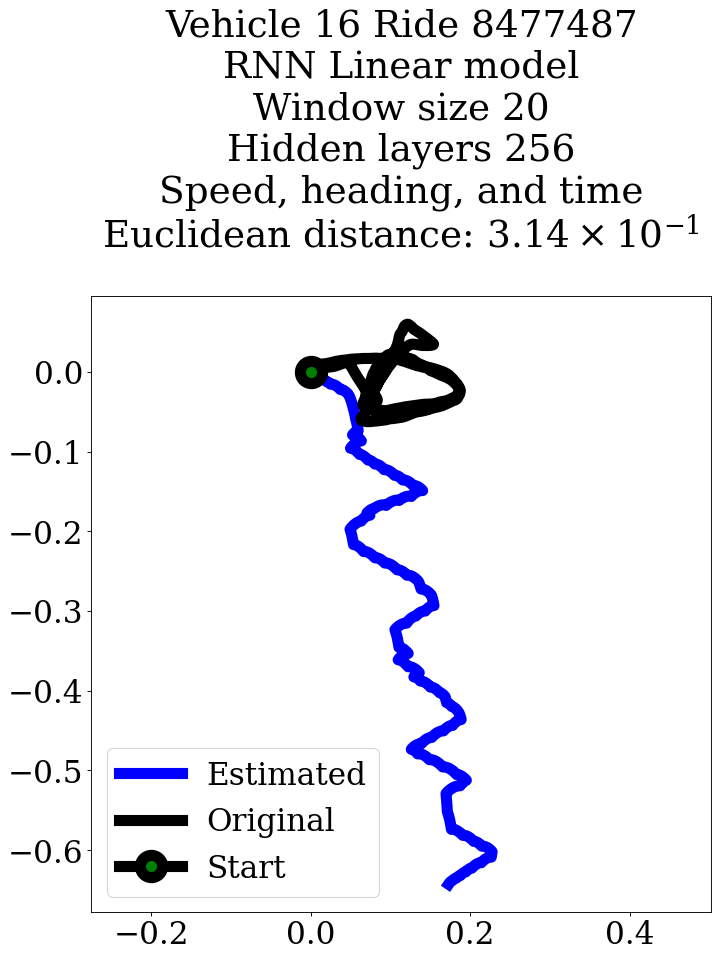 Vehicle 16 Ride 8477487
RNN Linear model
Window size 20
Hidden layers 256
Speed, heading, and time
Euclidean distance: 3.14 × 10⁻¹
0.0
−0.1
−0.2
−0.3
−0.4
−0.5
−0.6
Estimated
Original
Start
−0.2 0.0 0.2 0.4